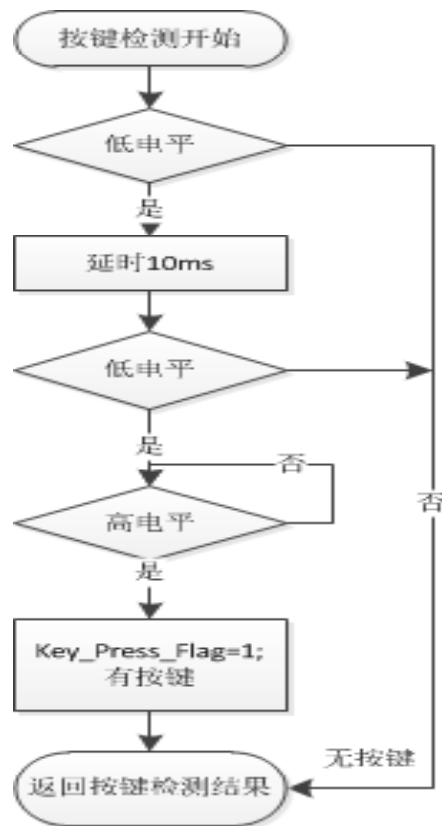 按键检测开始
低电平
是
延时10ms
低电平
是
否
高电平
否
是
Key_Press_Flag=1;
有按键
无按键
返回按键检测结果